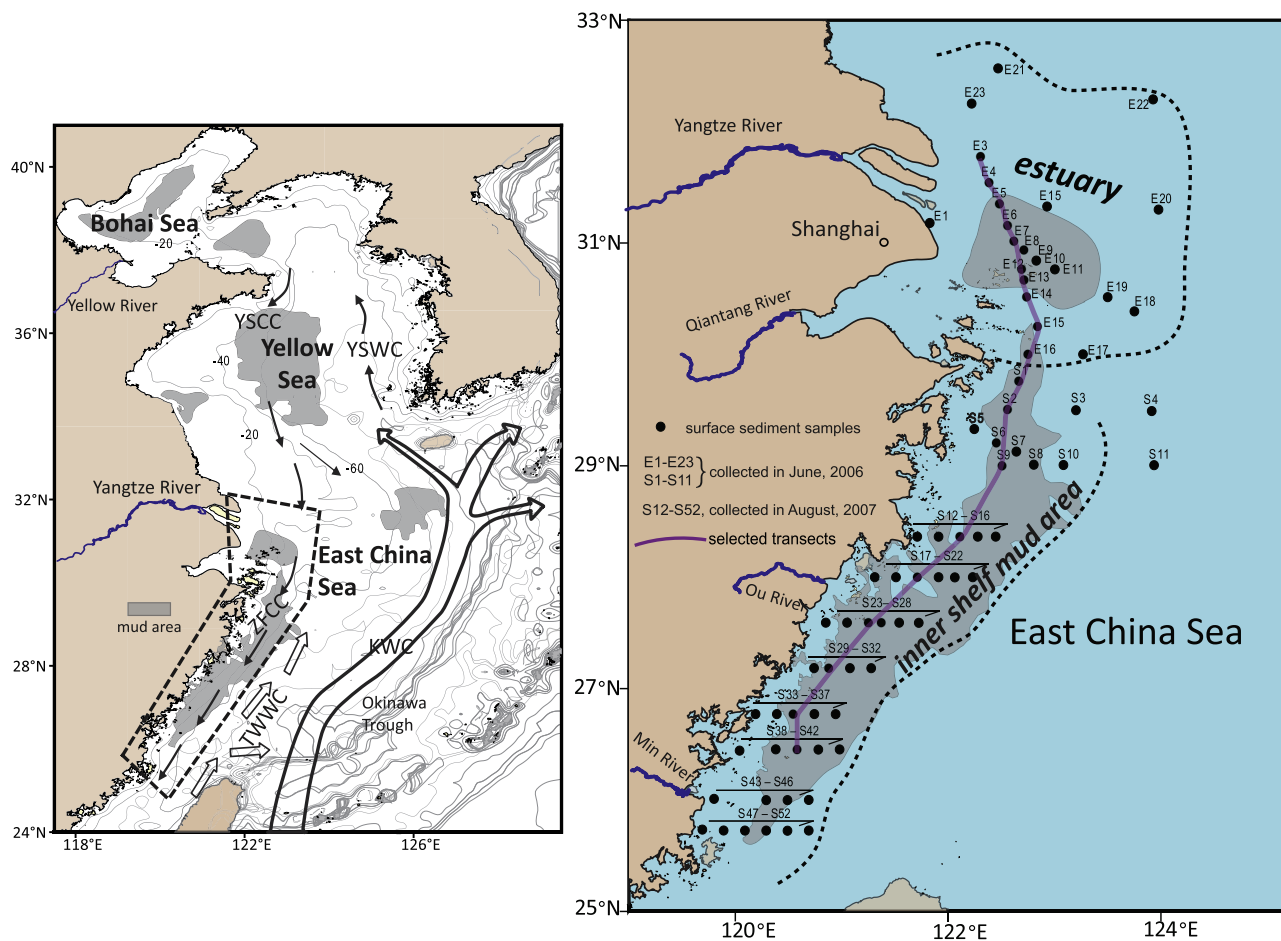 40°N
36°N
32°N
28°N
24°N
118°E
122°E
126°E
Bohai Sea
-20
Yellow River
YSCC
-40
Yellow
Sea
YSWC
-20
-60
Yangtze River
East China
Sea
mud area
ZFCC
KWC
TWWC
Okinawa
Trough
33°N
31°N
29°N
27°N
25°N
120°E
122°E
124°E
E21
E23
E22
Yangtze River
E3
estuary
E4
E5
E15
E20
E1
E6
Shanghai
E7
E8
E9
E10
E12
E11
E13
E14
E19
E18
Qiantang River
E15
E16
E17
S1
S2
S3
S4
S5
S6
S7
S9
S8
S10
S11
surface sediment samples
E1-E23
S1-S11
collected in June, 2006
S12-S52, collected in August, 2007
selected transects
S12–S16
S17–S22
Ou River
S23–S28
inner shelf mud area
East China Sea
S29–S32
S33–S37
S38–S42
Min River
S43–S46
S47–S52